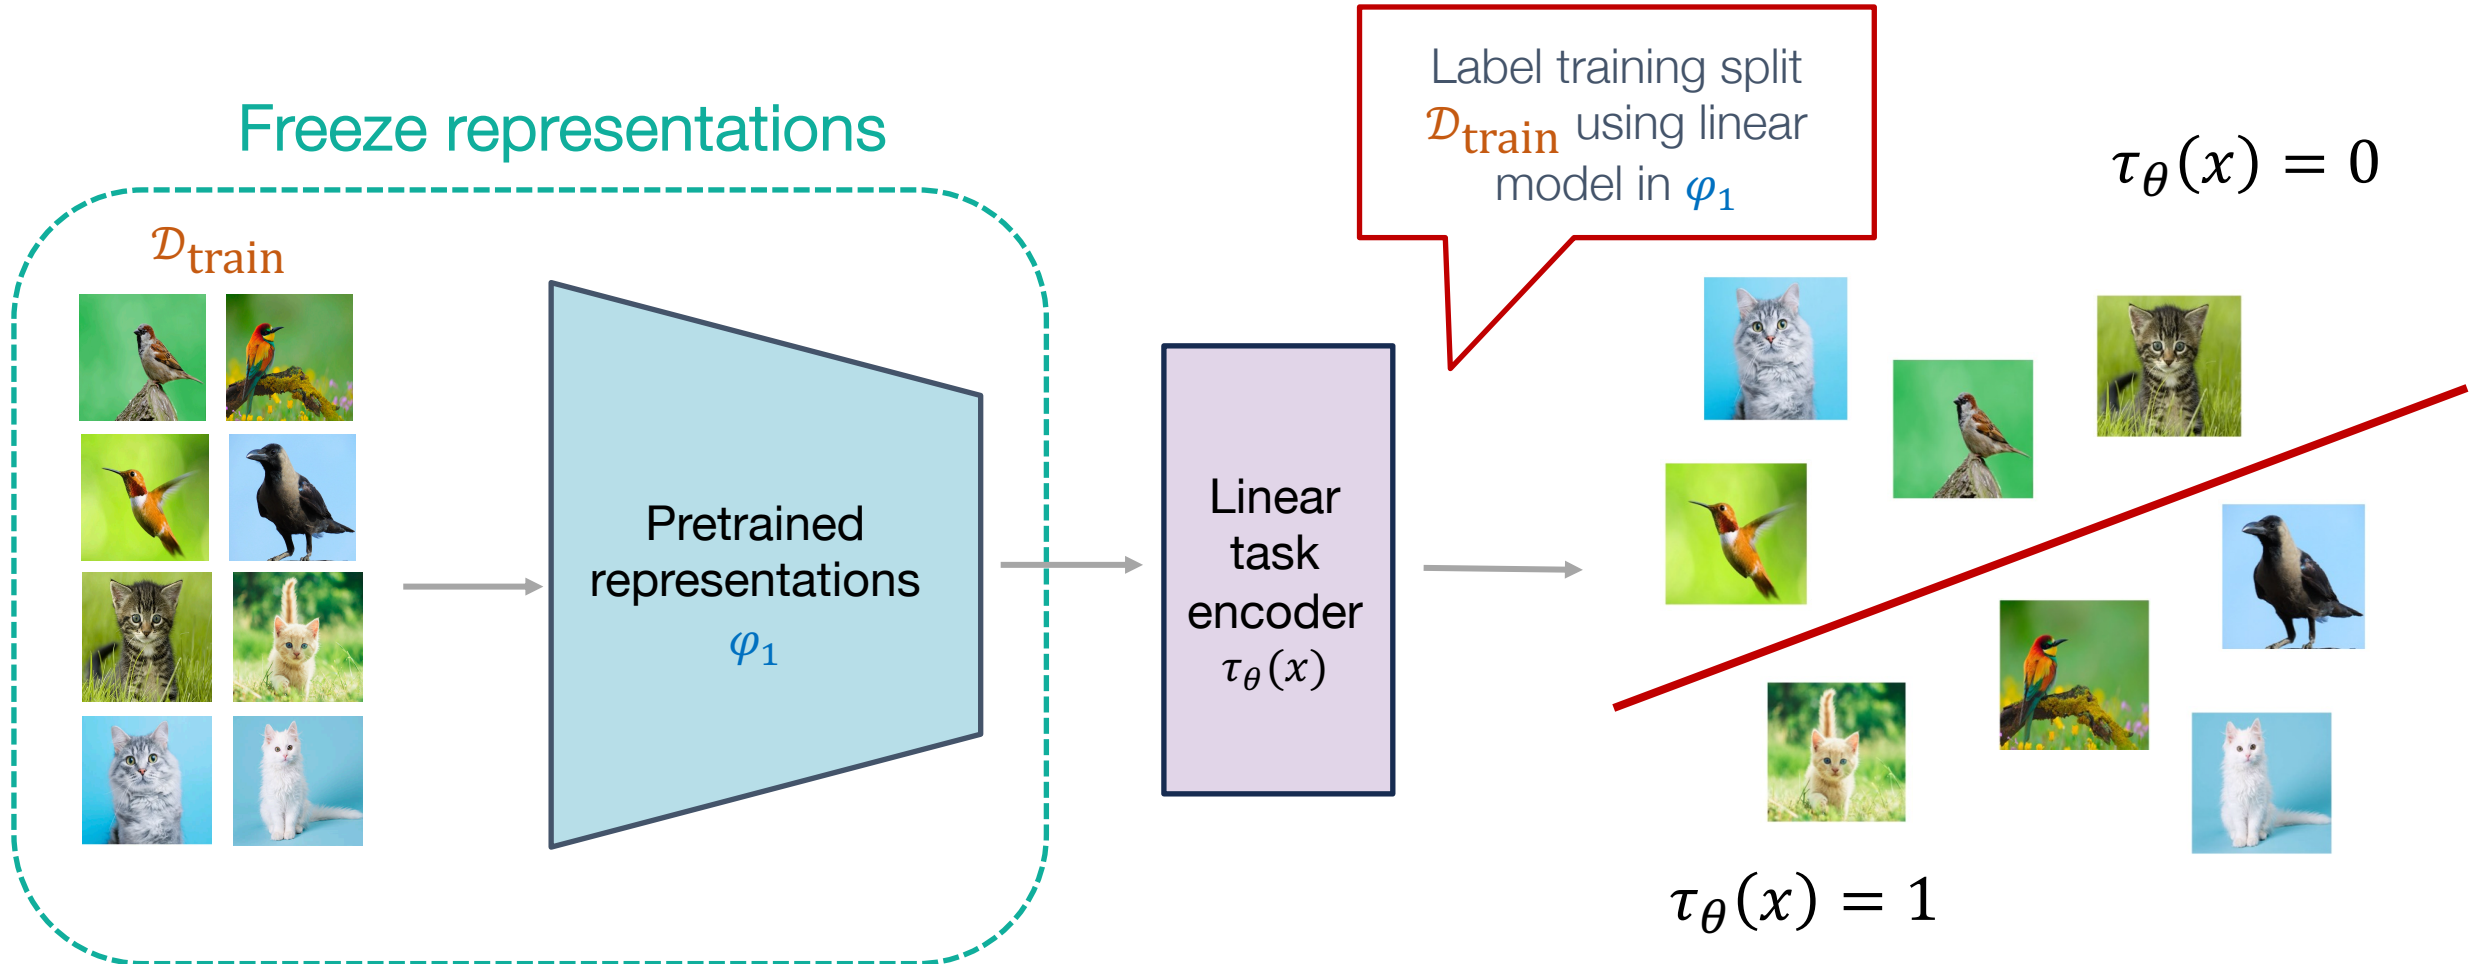 Freeze representations
𝒟train
Pretrained
representations
φ1
Linear
task
encoder
τθ(x)
Label training split
𝒟train using linear
model in φ1
τθ(x) = 0
τθ(x) = 1